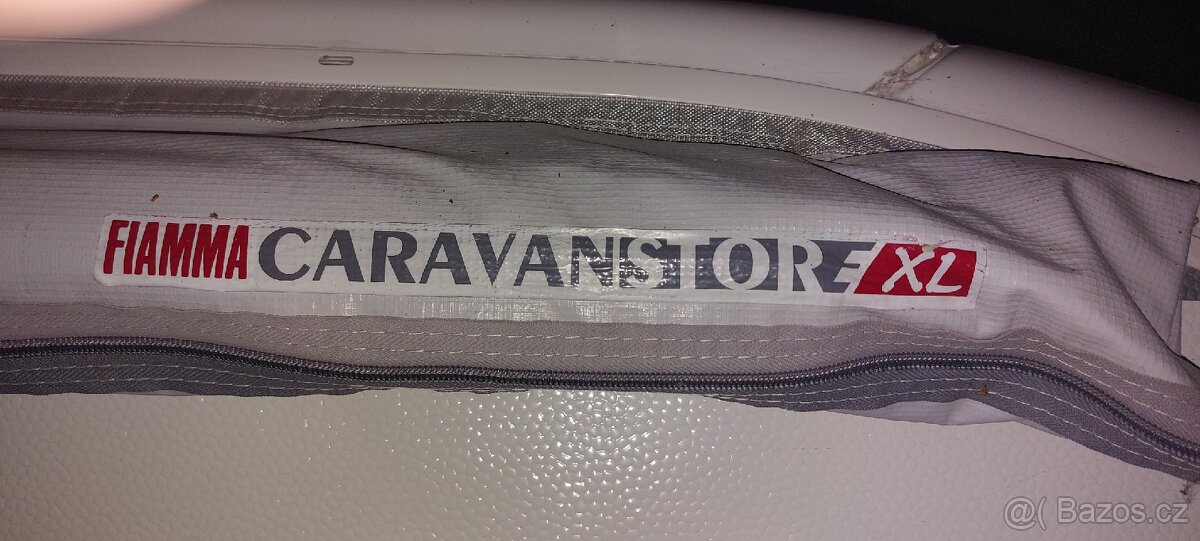 FIAMMA CARAVANSTORE XL
@( Bazos.cz